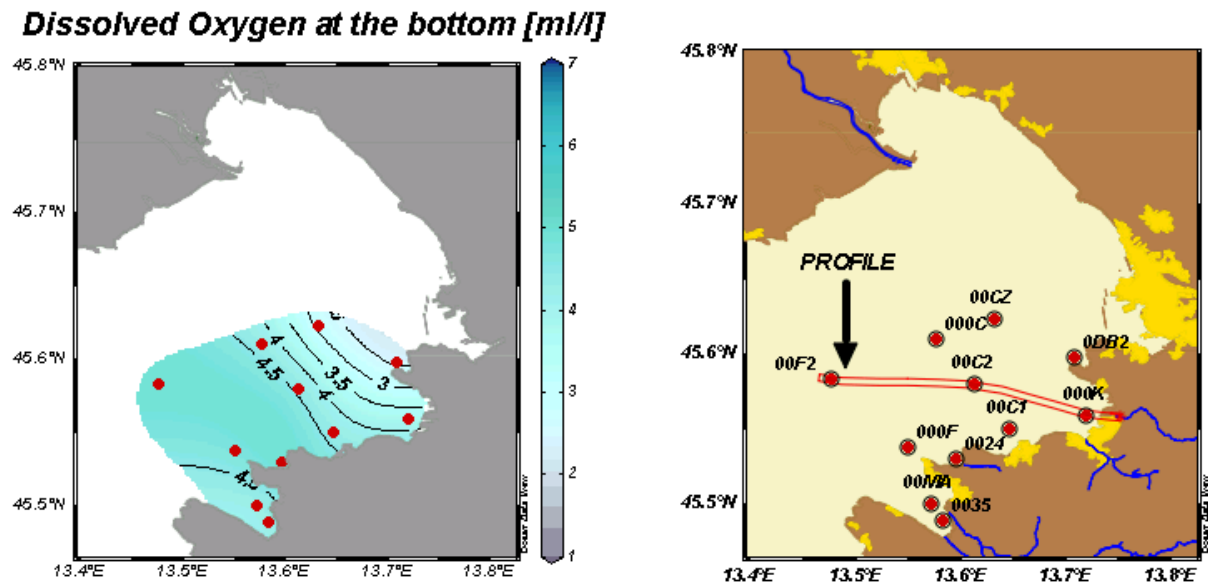 Dissolved Oxygen at the bottom [ml/l]
45.8°N
45.7°N
45.6°N
45.5°N
13.4°E 13.5°E 13.6°E 13.7°E 13.8°E
4.5
4
3.5
4
3
3
4.5
7
6
5
4
3
2
1
Ocean Data View
45.8°N
45.7°N
45.6°N
45.5°N
13.4°E 13.5°E 13.6°E 13.7°E 13.8°E
PROFILE
00CZ
000C
0DB2
00F2
00C2
000K
00C1
000F
0024
00MA
0035
Ocean Data View